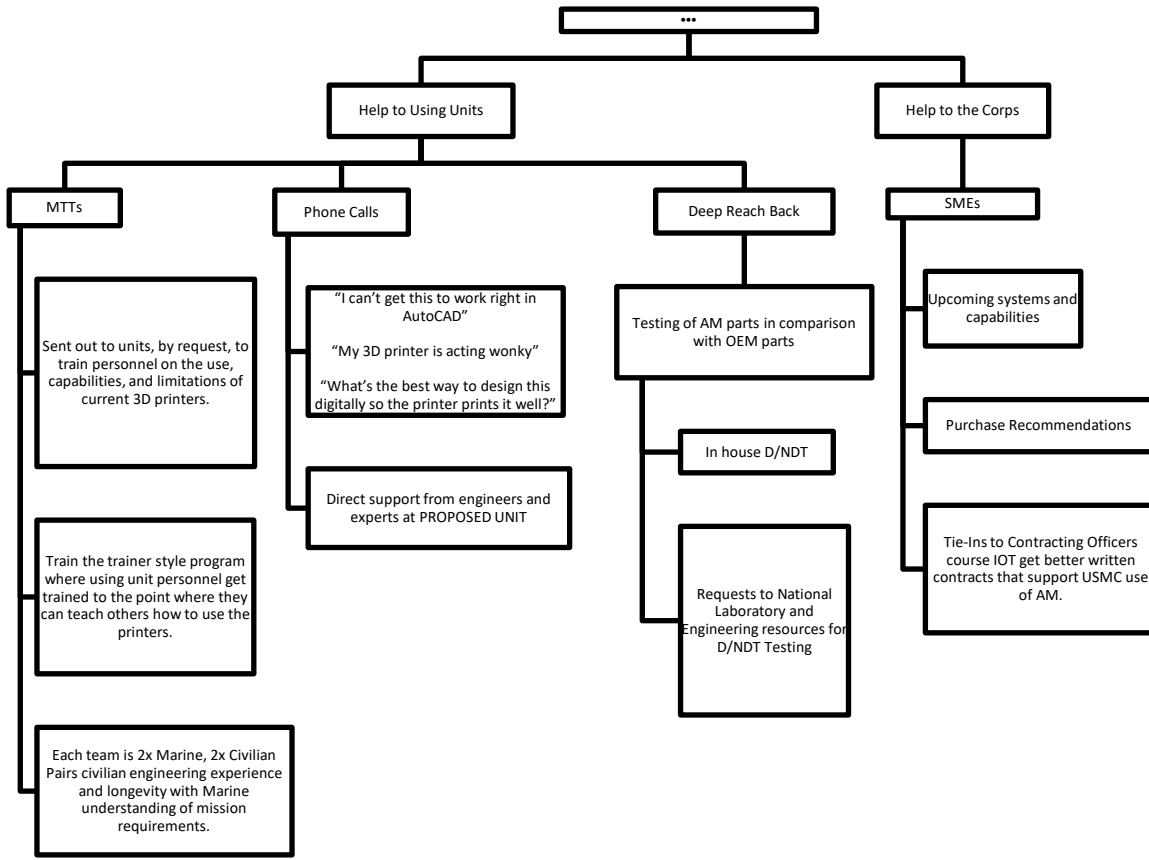 ...
Help to Using Units
Help to the Corps
MTTs
Phone Calls
Deep Reach Back
SMEs
Sent out to units, by request, to
train personnel on the use,
capabilities, and limitations of
current 3D printers.
Train the trainer style program
where using unit personnel get
trained to the point where they
can teach others how to use the
printers.
Each team is 2x Marine, 2x Civilian
Pairs civilian engineering experience
and longevity with Marine
understanding of mission
requirements.
“I can’t get this to work right in
AutoCAD”
“My 3D printer is acting wonky”
“What’s the best way to design this
digitally so the printer prints it well?”
Direct support from engineers and
experts at PROPOSED UNIT
Testing of AM parts in comparison
with OEM parts
In house D/NDT
Requests to National
Laboratory and
Engineering resources for
D/NDT Testing
Upcoming systems and
capabilities
Purchase Recommendations
Tie-Ins to Contracting Officers
course IOT get better written
contracts that support USMC use
of AM.